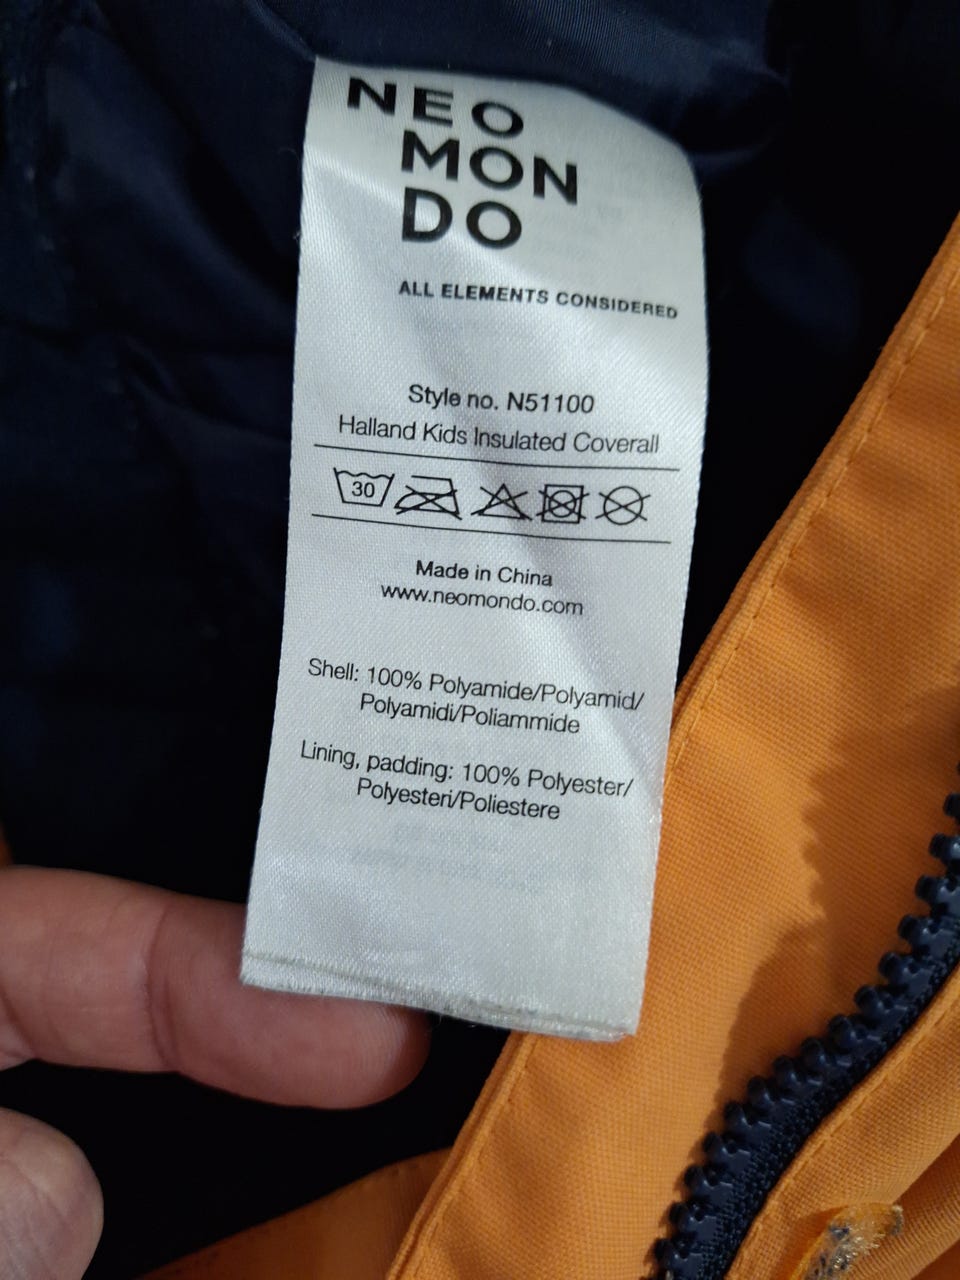 NEO
MON
DO
ALL ELEMENTS CONSIDERED
Style no. N51100
Halland Kids Insulated Coverall
30
Made in China
www.neomondo.com
Shell: 100% Polyamide/Polyamid/
Polyamidi/Poliammide
Lining, padding: 100% Polyester/
Polyesteri/Poliestere